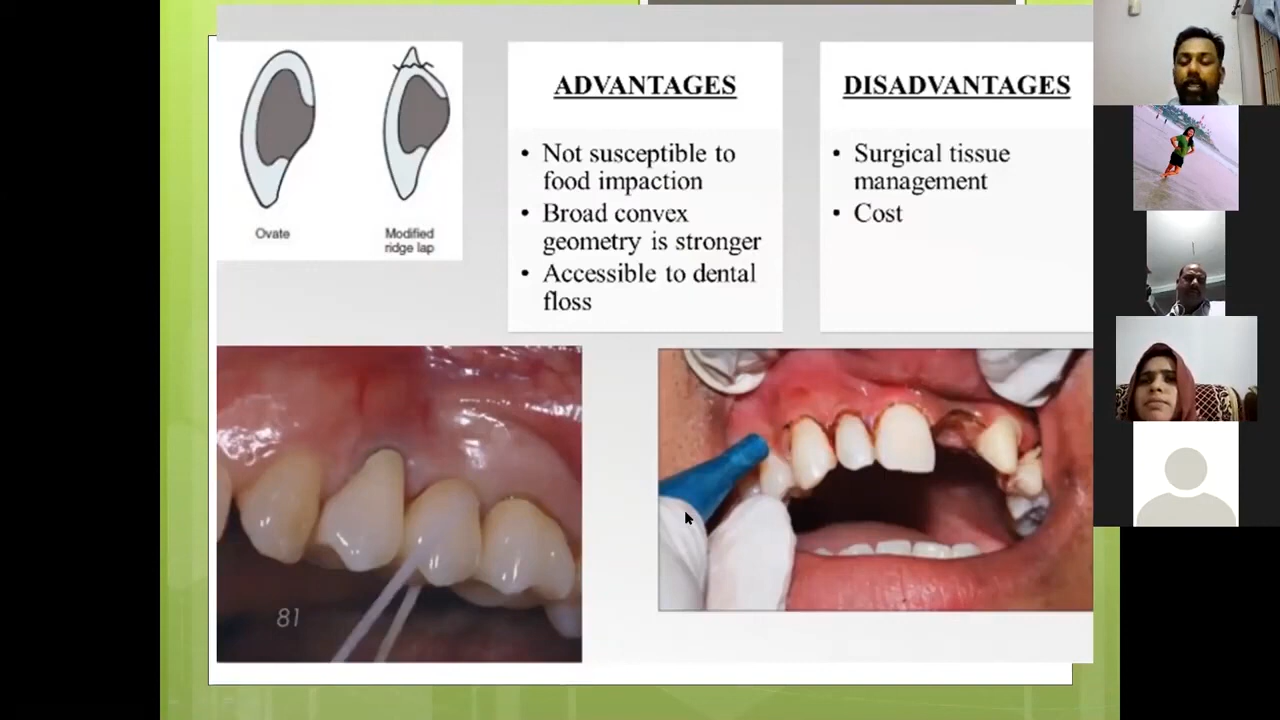 Ovate
Modified
ridge lap
ADVANTAGES
• Not susceptible to
food impaction
• Broad convex
geometry is stronger
• Accessible to dental
floss
DISADVANTAGES
• Surgical tissue
management
• Cost
81